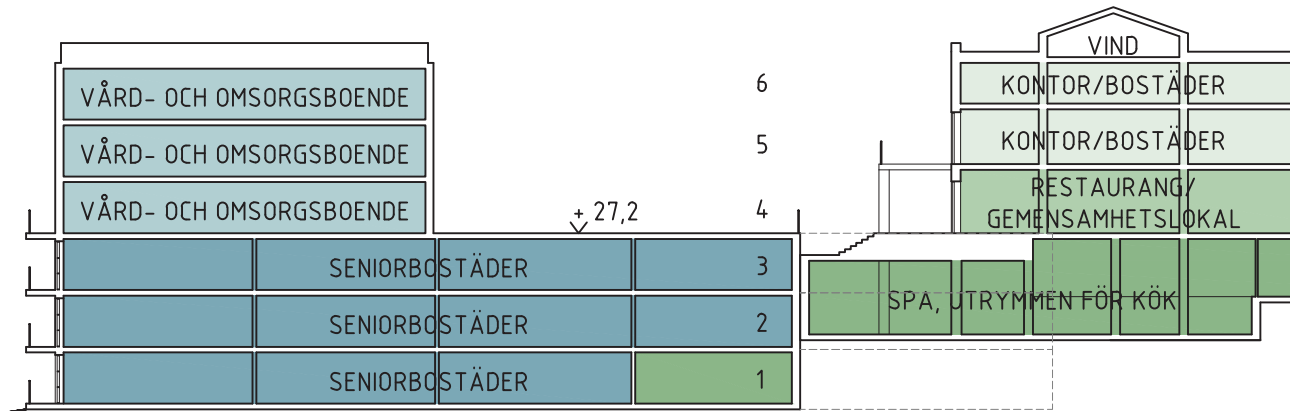 VIND
VÅRD- OCH OMSORGSBOENDE
6
KONTOR/BOSTÄDER
VÅRD- OCH OMSORGSBOENDE
5
KONTOR/BOSTÄDER
VÅRD- OCH OMSORGSBOENDE
+ 27,2
4
RESTAURANG/
GEMENSAMHETSLOKAL
SENIORBOSTÄDER
3
SPA, UTRYMMEN FÖR KÖK
SENIORBOSTÄDER
2
SENIORBOSTÄDER
1